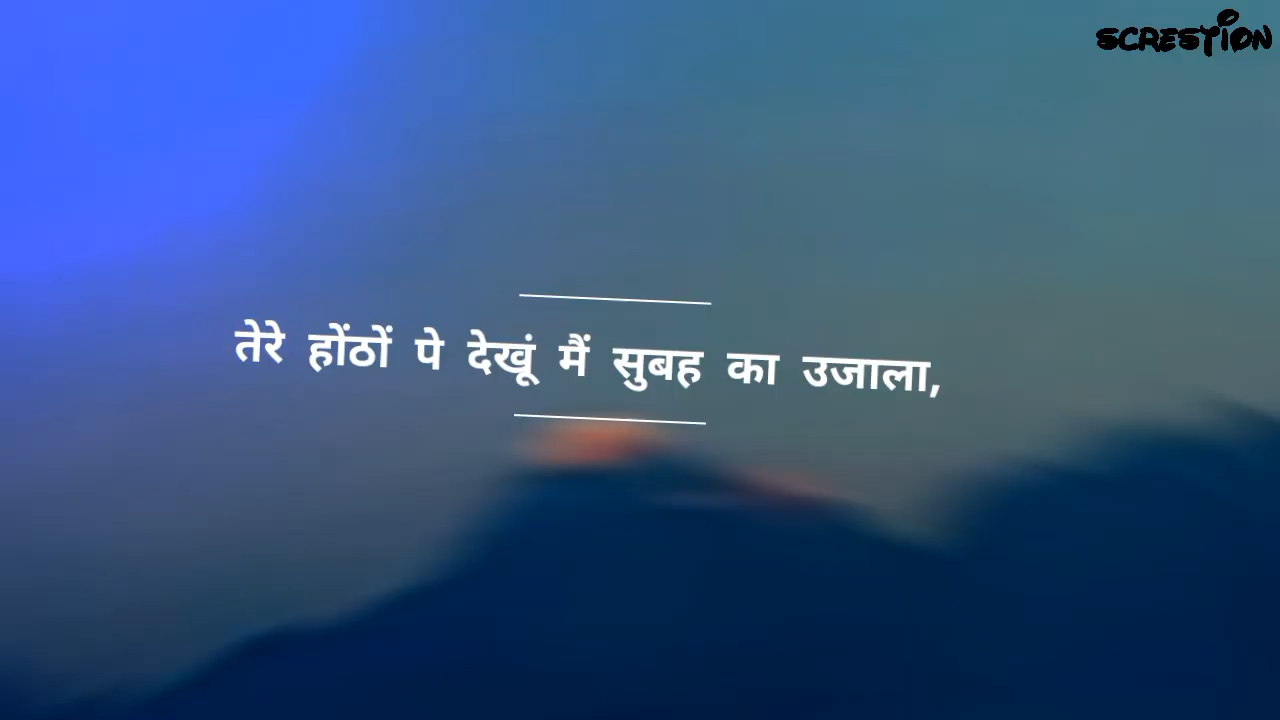 SCRESTION
तेरे होंठों पे देखूं मैं सुबह का उजाला,